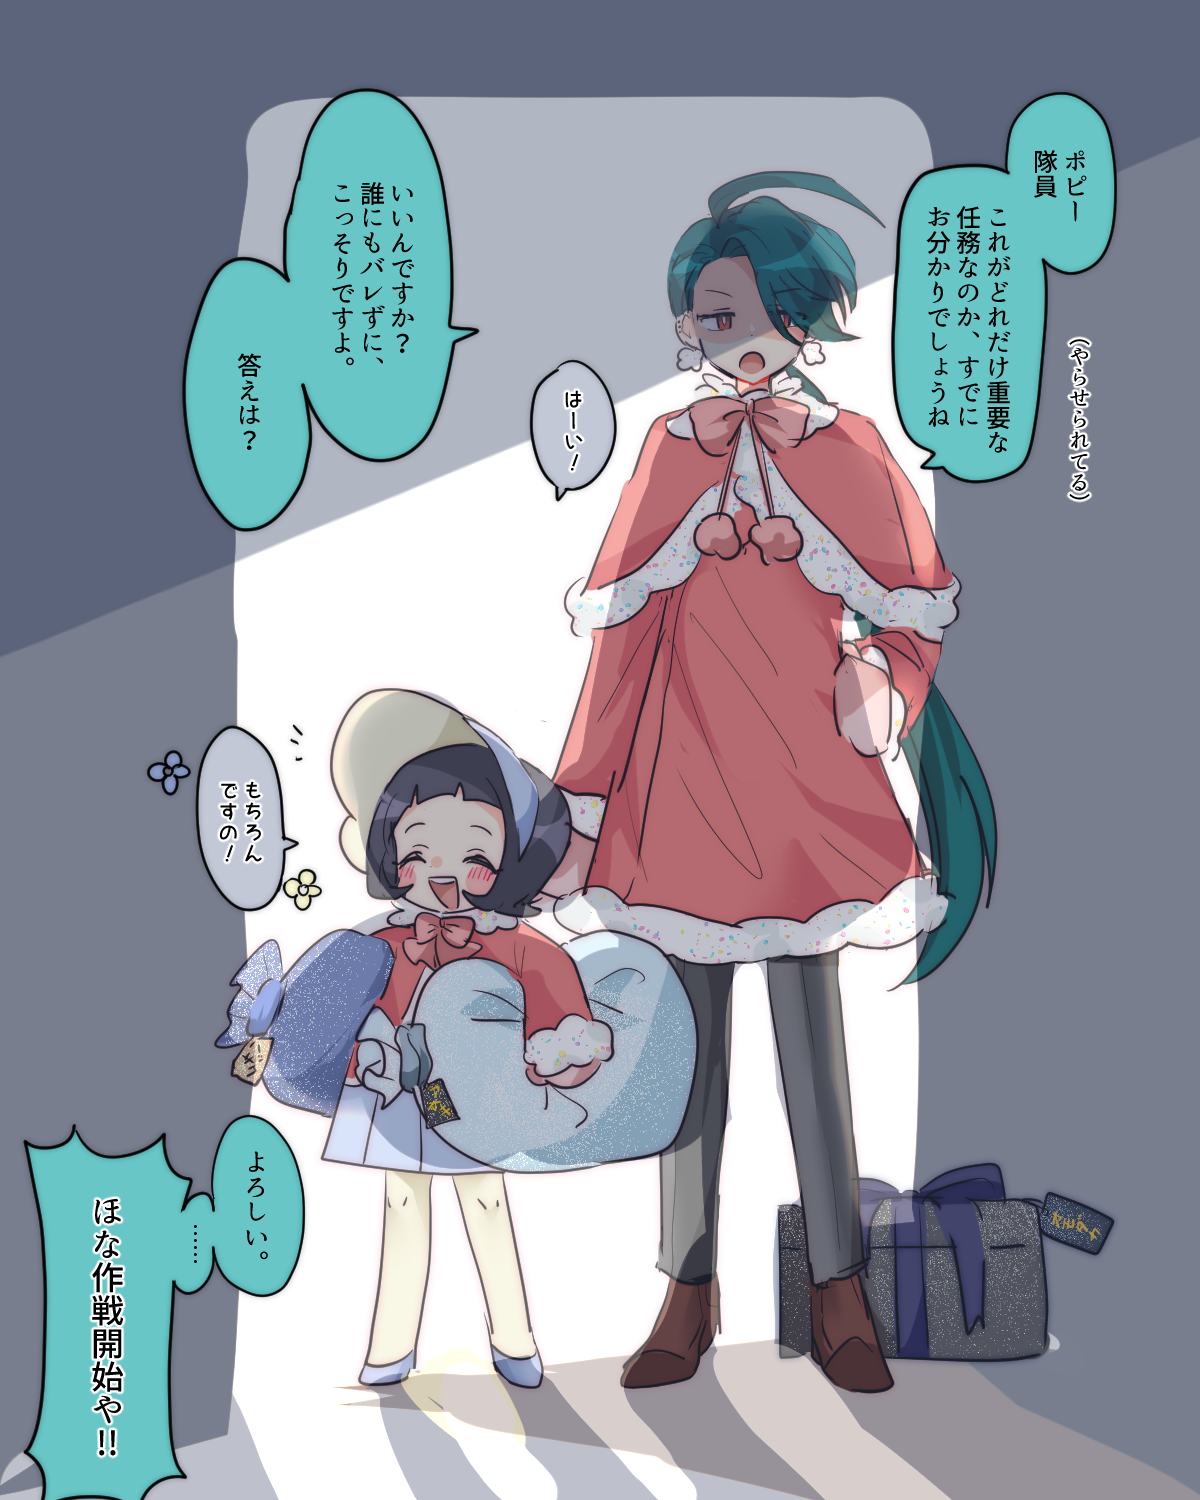 ポピー
隊員
これがどれだけ重要な
任務なのか、すでに
お分かりでしょうね
(やらせられてる)
はーい!
いいんですか?
誰にもバレずに、
こっそりですよ。
答えは?
もちろん
ですの!
よろしい。
……
ほな作戦開始や!!
アオキ